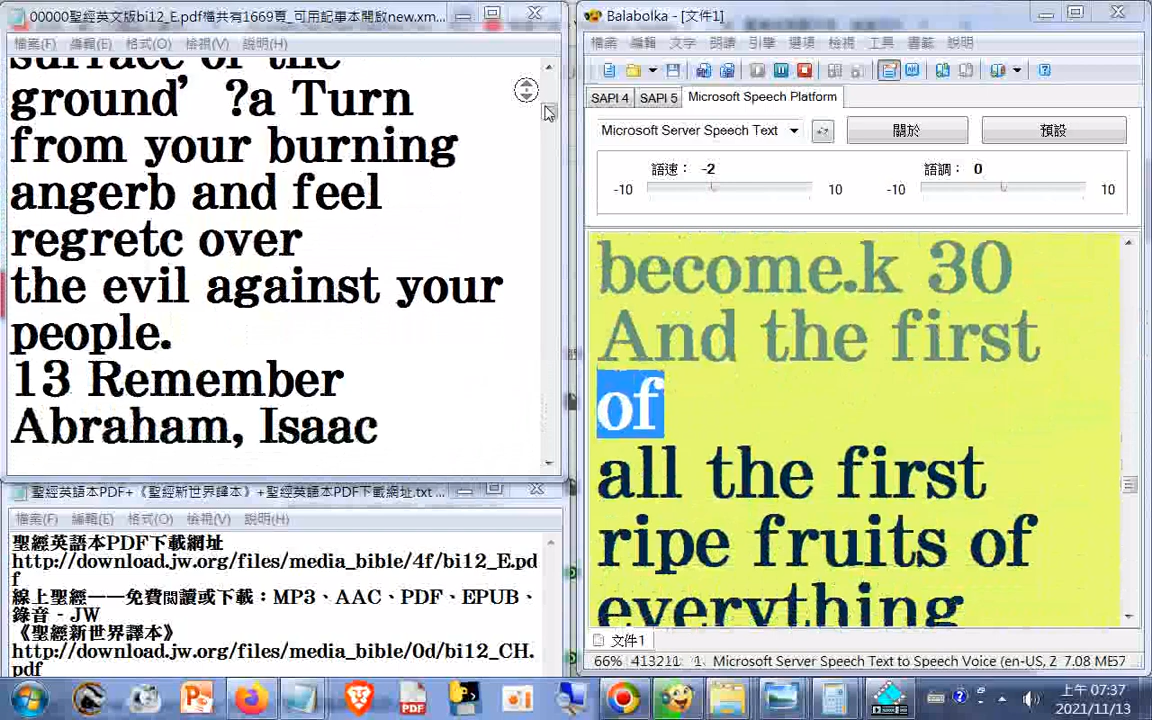 00000聖經英文版bi12_E.pdf檔共有1669頁_可用記事本開啟new.xm...
檔案(F) 編輯(E) 格式(O) 檢視(V) 說明(H)
surface of the
ground’ ?a Turn
from your burning
angerb and feel
regretc over
the evil against your
people.
13 Remember
Abraham, Isaac
聖經英語本PDF+《聖經新世界譯本》+聖經英語本PDF下載網址.txt ...
檔案(F) 編輯(E) 格式(O) 檢視(V) 說明(H)
聖經英語本PDF下載網址
http://download.jw.org/files/media_bible/4f/bi12_E.pd
f
線上聖經——免費閱讀或下載：MP3、AAC、PDF、EPUB、
錄音 - JW
《聖經新世界譯本》
http://download.jw.org/files/media_bible/0d/bi12_CH.
pdf
Balabolka - [文件1]
檔案 編輯 文字 朗讀 引擎 選項 檢視 工具 書籤 說明
SAPI 4 SAPI 5 Microsoft Speech Platform
Microsoft Server Speech Text 關於 預設
語速： -2 語調： 0
-10 10 -10 10
become.k 30
And the first
of
all the first
ripe fruits of
everything
文件1
66% 413211 1. Microsoft Server Speech Text to Speech Voice (en-US, Z 7.08 ME57
PDF
上午 07:37
2021/11/13